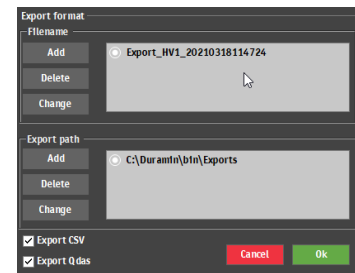 Export format
Filename
Add
Export_HV1_20210318114724
Delete
Change
Export path
Add
C:\Duramin\bin\Exports
Delete
Change
Export CSV
Export Qdas
Cancel
Ok